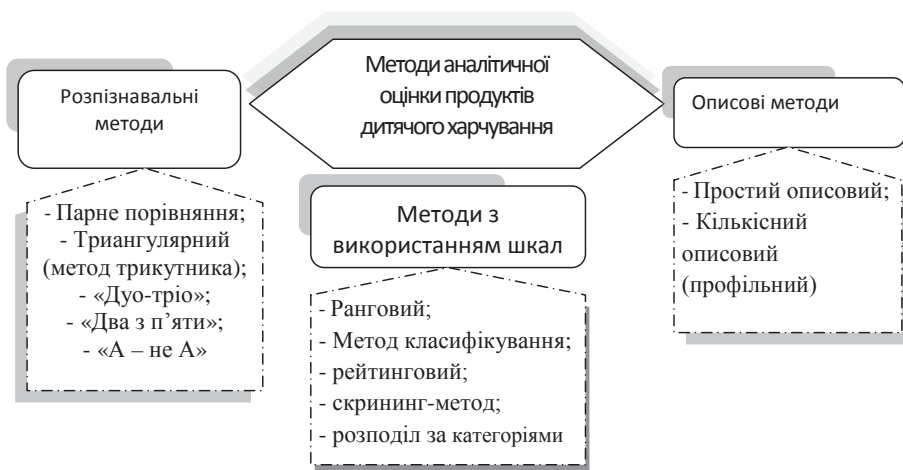 Методи аналітичної
оцінки продуктів
дитячого харчування
Розпізнавальні
методи
- Парне порівняння;
- Триангулярний
(метод трикутника);
- «Дуо-тріо»;
- «Два з п’яти»;
- «А – не А»
Методи з
використанням шкал
- Ранговий;
- Метод класифікування;
- рейтинговий;
- скрининг-метод;
- розподіл за категоріями
Описові методи
- Простий описовий;
- Кількісний
описовий
(профільний)